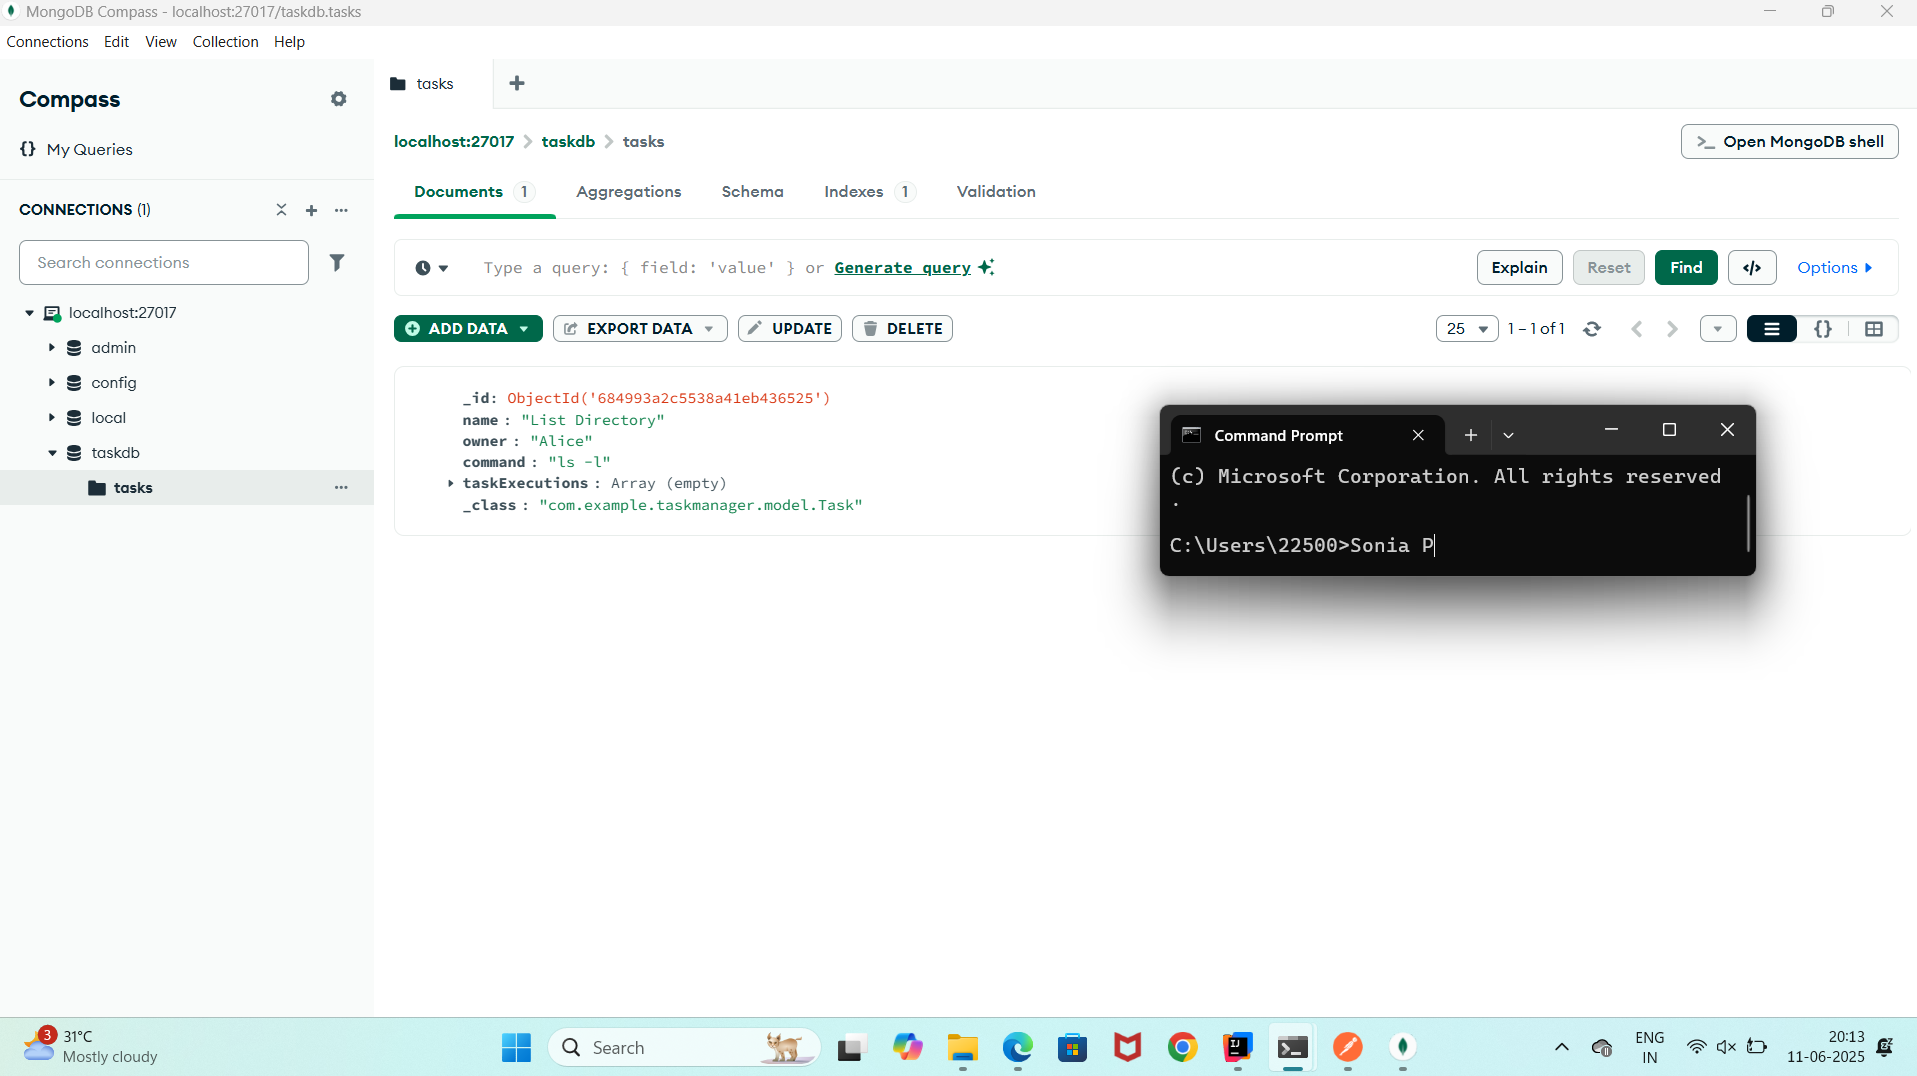 MongoDB Compass - localhost:27017/taskdb.tasks
Connections Edit View Collection Help
Compass
My Queries
CONNECTIONS (1)
Search connections
localhost:27017
admin
config
local
taskdb
tasks
tasks
localhost:27017 > taskdb > tasks
>_ Open MongoDB shell
Documents 1 Aggregations Schema Indexes 1 Validation
Type a query: { field: 'value' } or Generate query
Explain Reset Find </> Options
ADD DATA EXPORT DATA UPDATE DELETE
25 1 – 1 of 1
_id: ObjectId('684993a2c5538a41eb436525')
name : "List Directory"
owner : "Alice"
command : "ls -l"
taskExecutions : Array (empty)
_class : "com.example.taskmanager.model.Task"
Command Prompt
(c) Microsoft Corporation. All rights reserved
.
C:\Users\22500>Sonia P
3
31°C
Mostly cloudy
Search
IJ
ENG
IN
20:13
11-06-2025